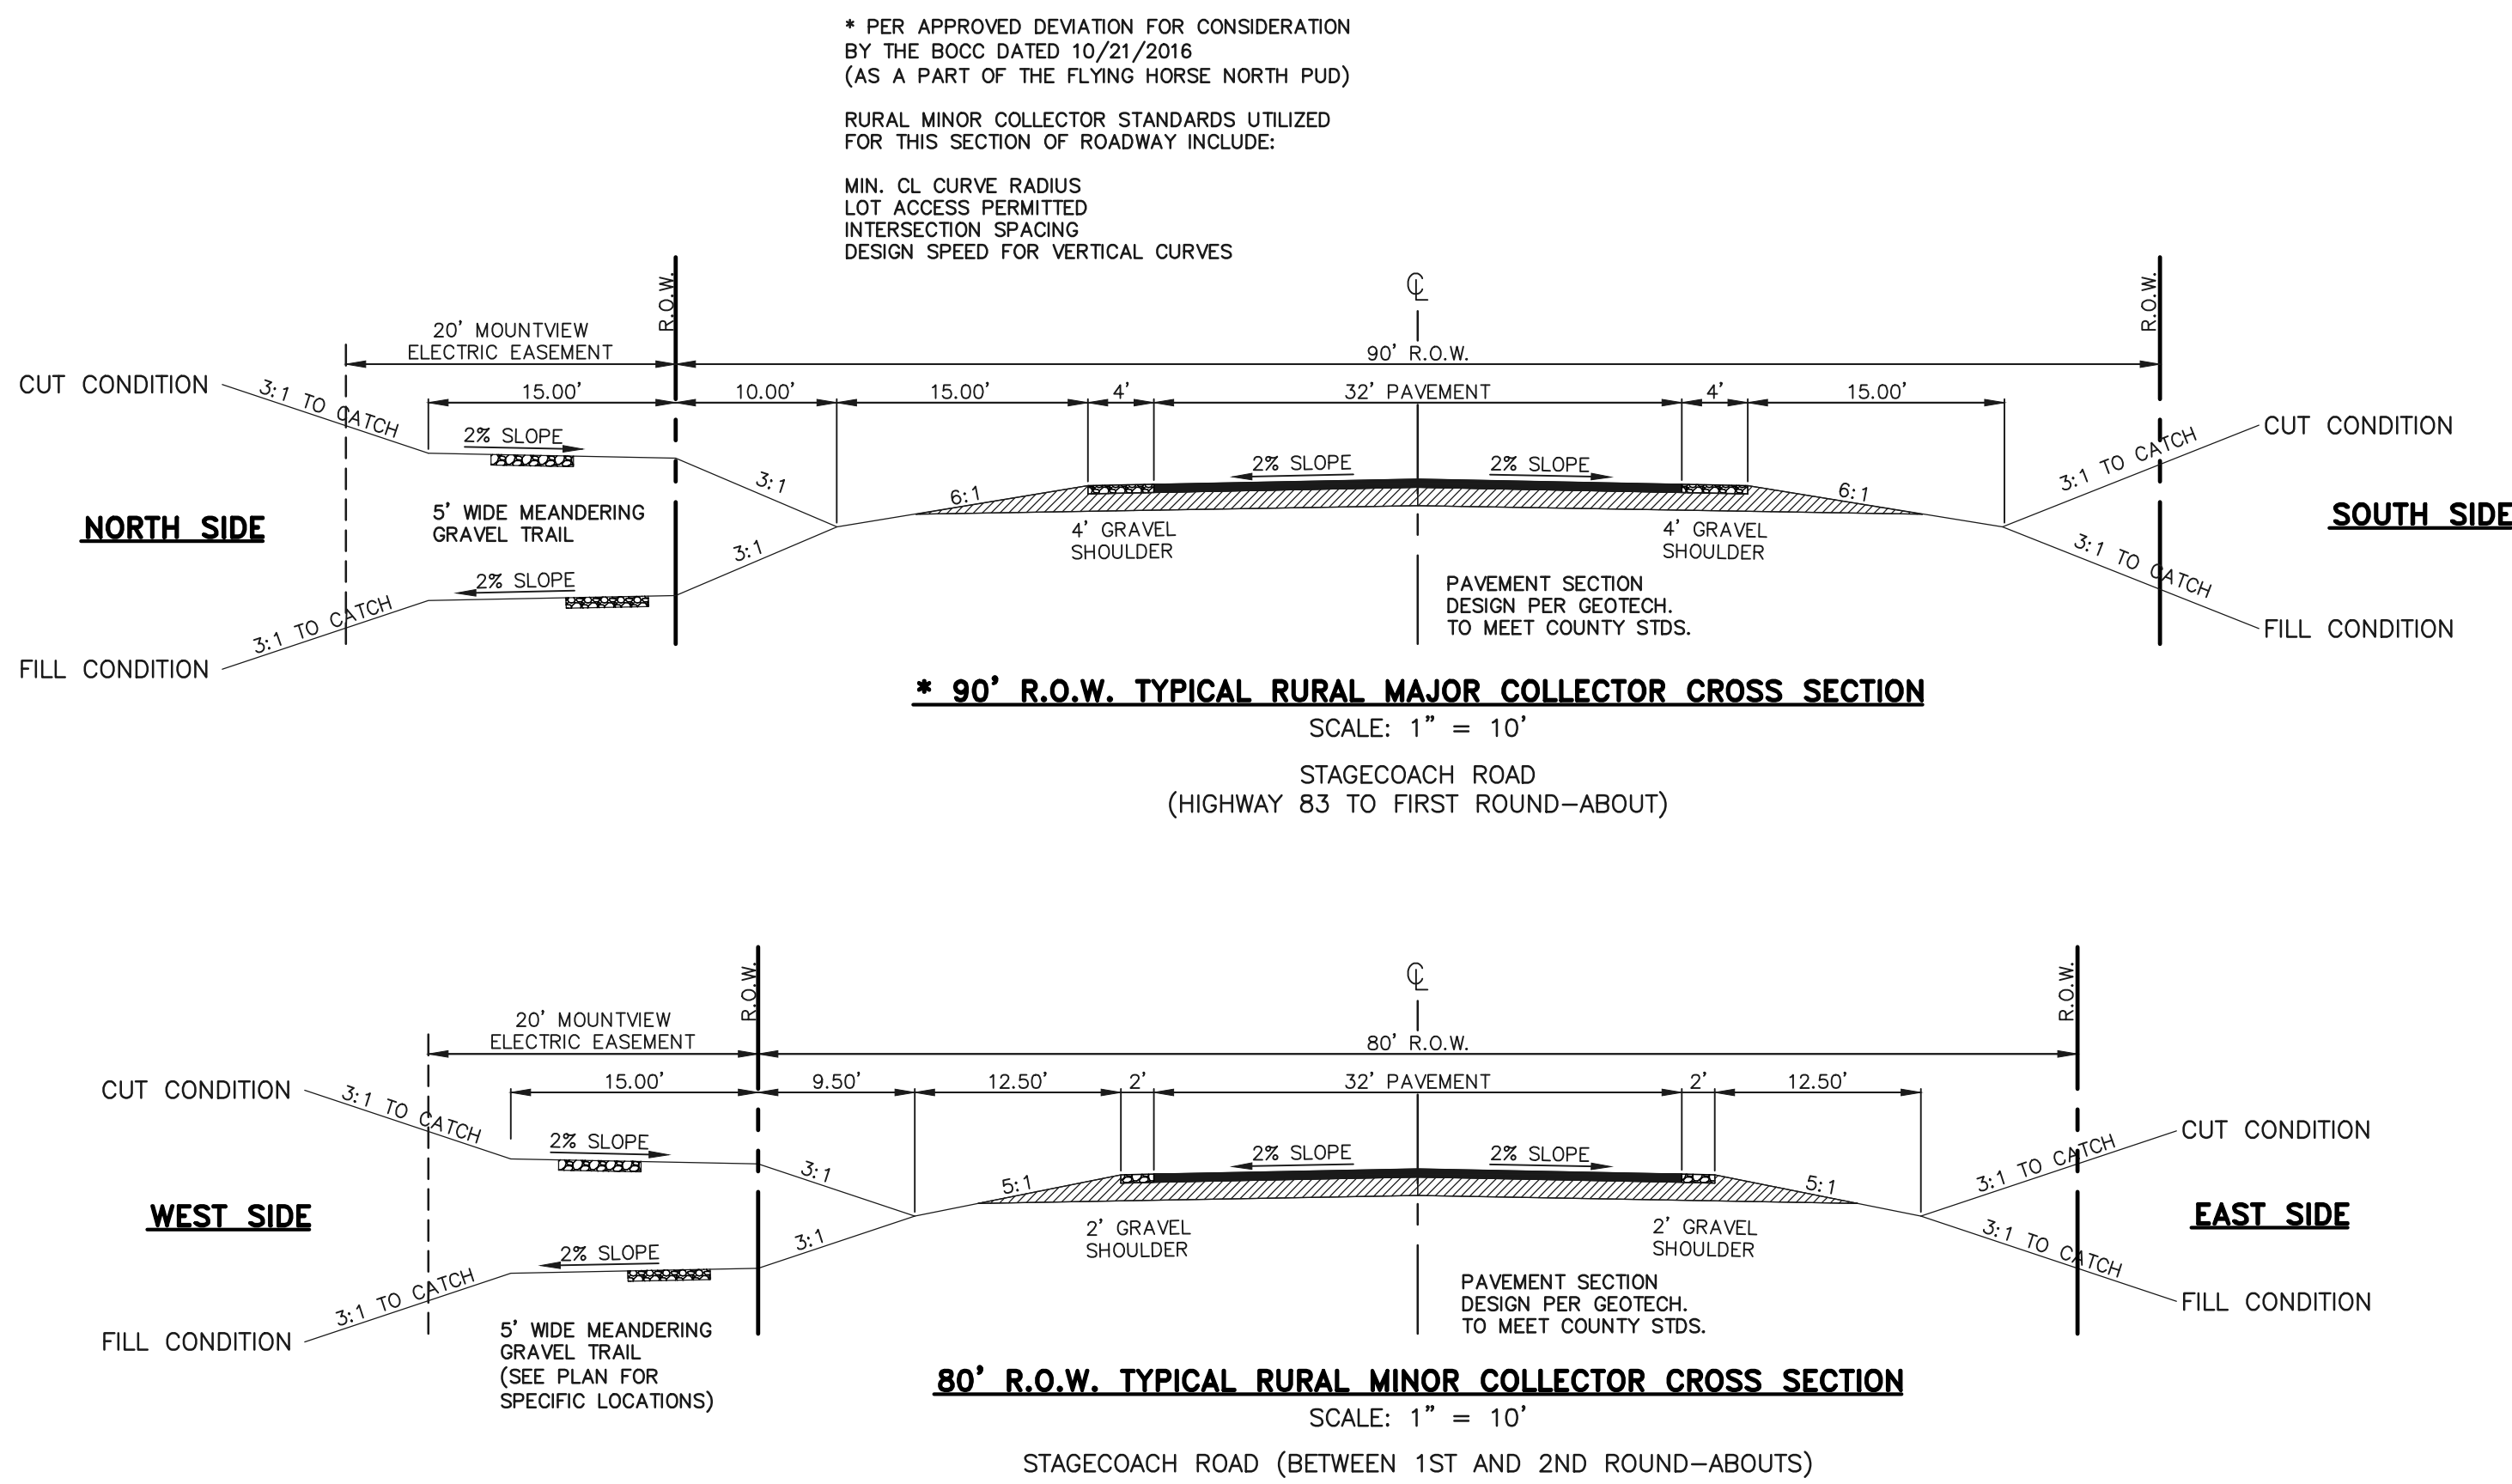 * PER APPROVED DEVIATION FOR CONSIDERATION
BY THE BOCC DATED 10/21/2016
(AS A PART OF THE FLYING HORSE NORTH PUD)
RURAL MINOR COLLECTOR STANDARDS UTILIZED
FOR THIS SECTION OF ROADWAY INCLUDE:
MIN. CL CURVE RADIUS
LOT ACCESS PERMITTED
INTERSECTION SPACING
DESIGN SPEED FOR VERTICAL CURVES
R.O.W.
℄
R.O.W.
20' MOUNTVIEW
ELECTRIC EASEMENT
90' R.O.W.
15.00'
10.00'
15.00'
4'
32' PAVEMENT
4'
15.00'
CUT CONDITION
3:1 TO CATCH
2% SLOPE
3:1
6:1
2% SLOPE
2% SLOPE
6:1
3:1 TO CATCH
CUT CONDITION
NORTH SIDE
5' WIDE MEANDERING
GRAVEL TRAIL
3:1
4' GRAVEL
SHOULDER
4' GRAVEL
SHOULDER
SOUTH SIDE
2% SLOPE
3:1 TO CATCH
FILL CONDITION
PAVEMENT SECTION
DESIGN PER GEOTECH.
TO MEET COUNTY STDS.
3:1 TO CATCH
FILL CONDITION
* 90' R.O.W. TYPICAL RURAL MAJOR COLLECTOR CROSS SECTION
SCALE: 1" = 10'
STAGECOACH ROAD
(HIGHWAY 83 TO FIRST ROUND-ABOUT)
R.O.W.
℄
R.O.W.
20' MOUNTVIEW
ELECTRIC EASEMENT
80' R.O.W.
15.00'
9.50'
12.50'
2'
32' PAVEMENT
2'
12.50'
CUT CONDITION
3:1 TO CATCH
2% SLOPE
3:1
5:1
2% SLOPE
2% SLOPE
5:1
3:1 TO CATCH
CUT CONDITION
WEST SIDE
3:1
2' GRAVEL
SHOULDER
2' GRAVEL
SHOULDER
EAST SIDE
2% SLOPE
3:1 TO CATCH
FILL CONDITION
5' WIDE MEANDERING
GRAVEL TRAIL
(SEE PLAN FOR
SPECIFIC LOCATIONS)
PAVEMENT SECTION
DESIGN PER GEOTECH.
TO MEET COUNTY STDS.
3:1 TO CATCH
FILL CONDITION
80' R.O.W. TYPICAL RURAL MINOR COLLECTOR CROSS SECTION
SCALE: 1" = 10'
STAGECOACH ROAD (BETWEEN 1ST AND 2ND ROUND-ABOUTS)